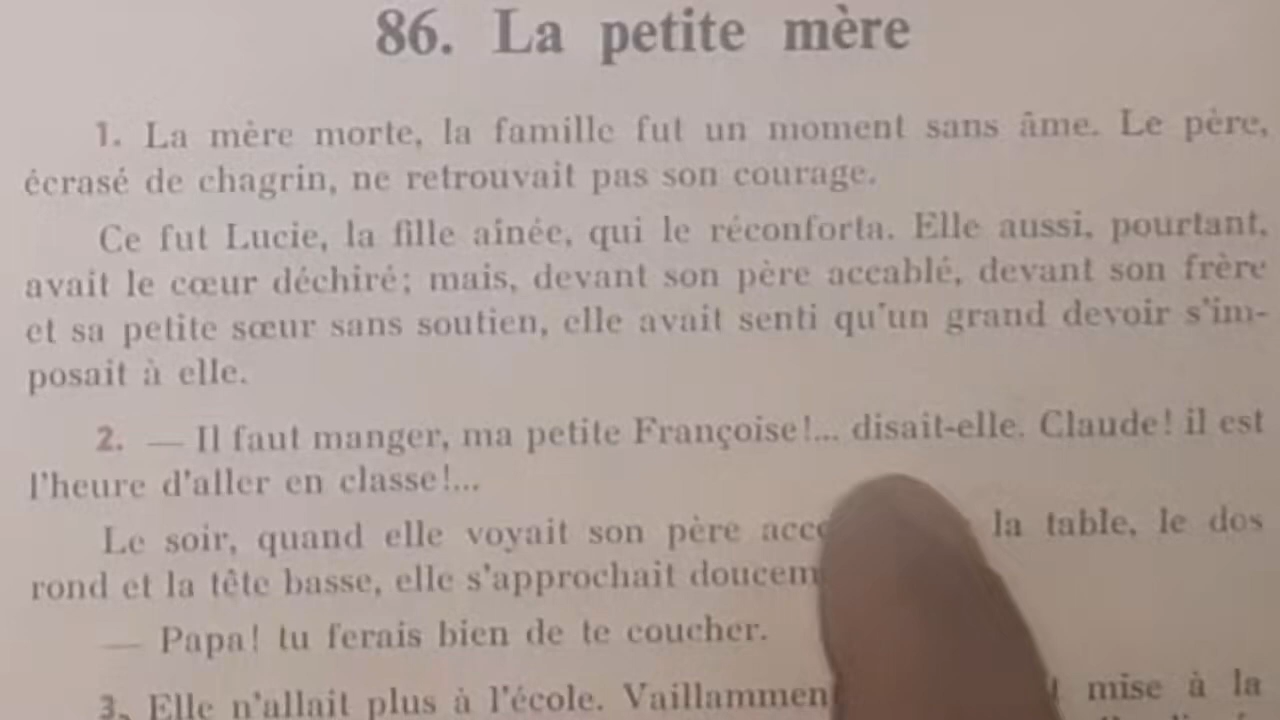 86. La petite mère
1. La mère morte, la famille fut un moment sans âme. Le père,
écrasé de chagrin, ne retrouvait pas son courage.
Ce fut Lucie, la fille aînée, qui le réconforta. Elle aussi, pourtant,
avait le cœur déchiré; mais, devant son père accablé, devant son frère
et sa petite sœur sans soutien, elle avait senti qu'un grand devoir s'im-
posait à elle.
2. — Il faut manger, ma petite Françoise!... disait-elle. Claude! il est
l'heure d'aller en classe!...
Le soir, quand elle voyait son père la table, le dos
rond et la tête basse, elle s'approchait
— Papa! tu ferais bien de te coucher.
3. Elle n'allait plus à l'école. mise à la